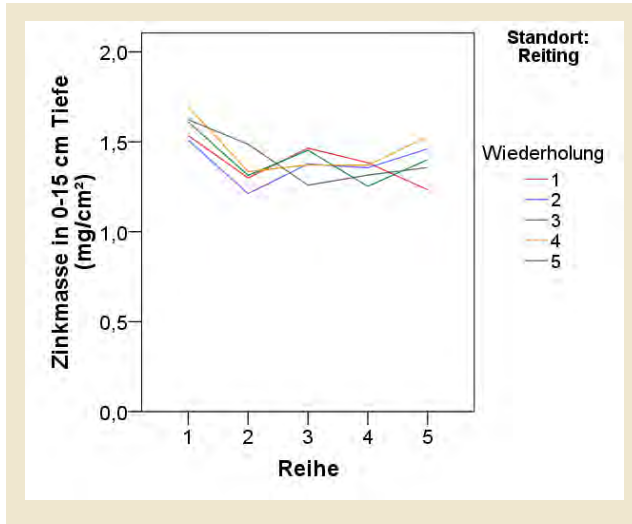 Standort:
Reiting
Zinkmasse in 0-15 cm Tiefe
(mg/cm²)
2,0
1,5
1,0
0,5
0,0
1 2 3 4 5
Reihe
Wiederholung
1
2
3
4
5